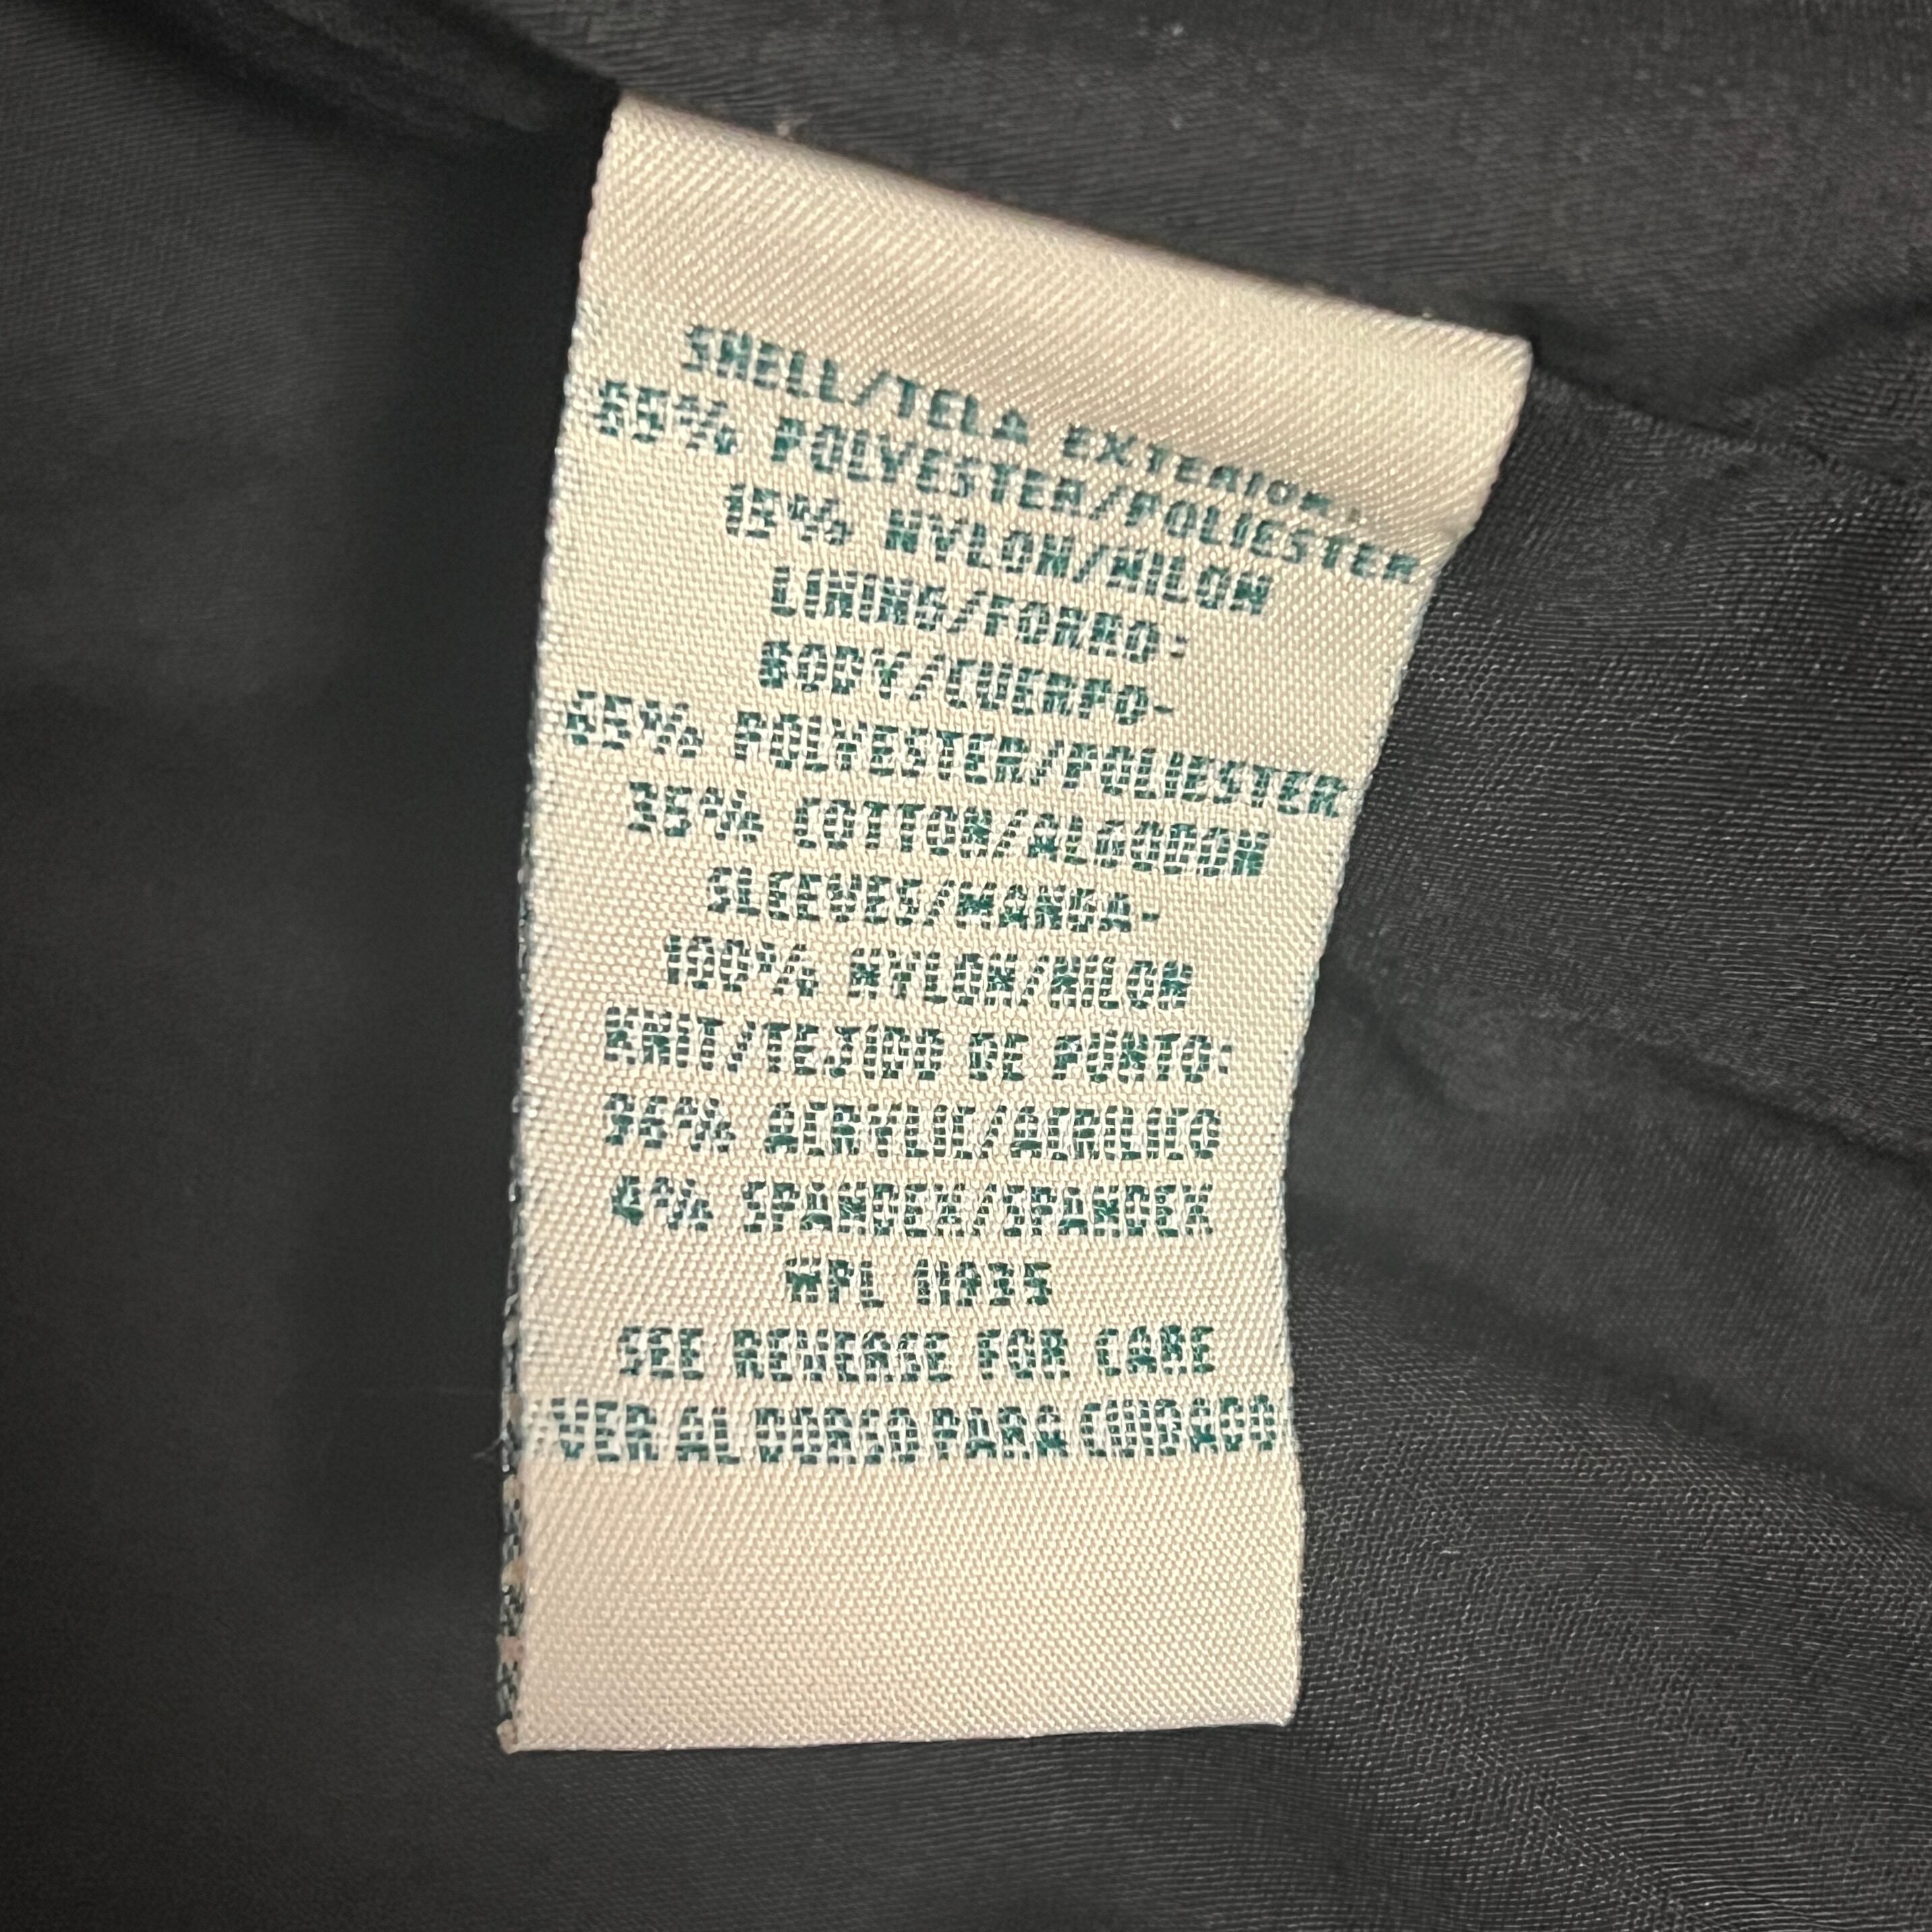 SHELL/TELA EXTERIOR:
85% POLYESTER/POLIESTER
15% NYLON/NILON
LINING/FORRO:
BODY/CUERPO-
65% POLYESTER/POLIESTER
35% COTTON/ALGODON
SLEEVES/MANGA-
100% NYLON/NILON
KNIT/TEJIDO DE PUNTO:
96% ACRYLIC/ACRILICO
4% SPANDEX/SPANDEX
WPL 11935
SEE REVERSE FOR CARE
VER AL DORSO PARA CUIDADO